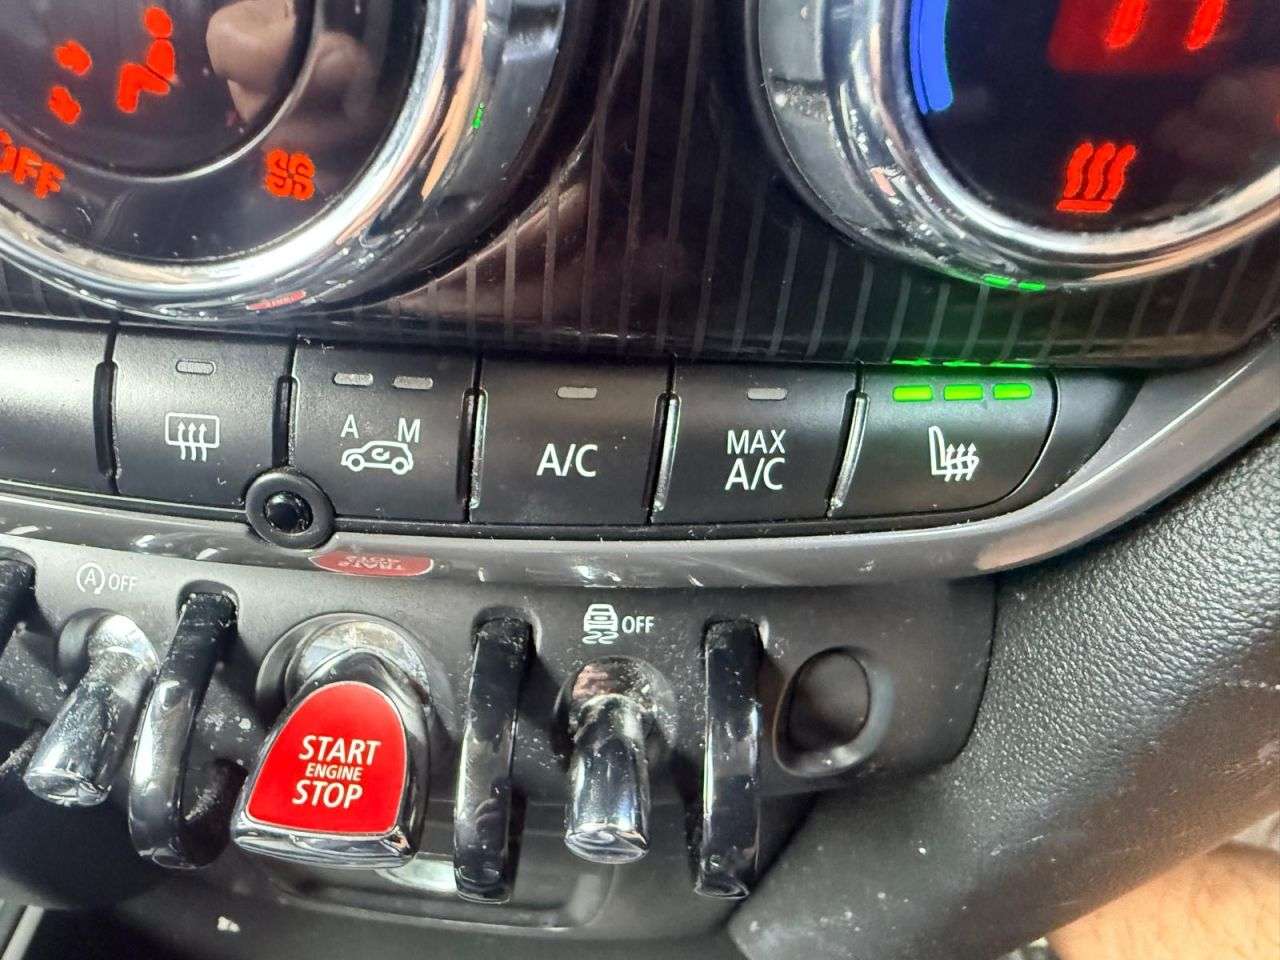 OFF
A M
A/C
MAX
A/C
A OFF
OFF
START
ENGINE
STOP